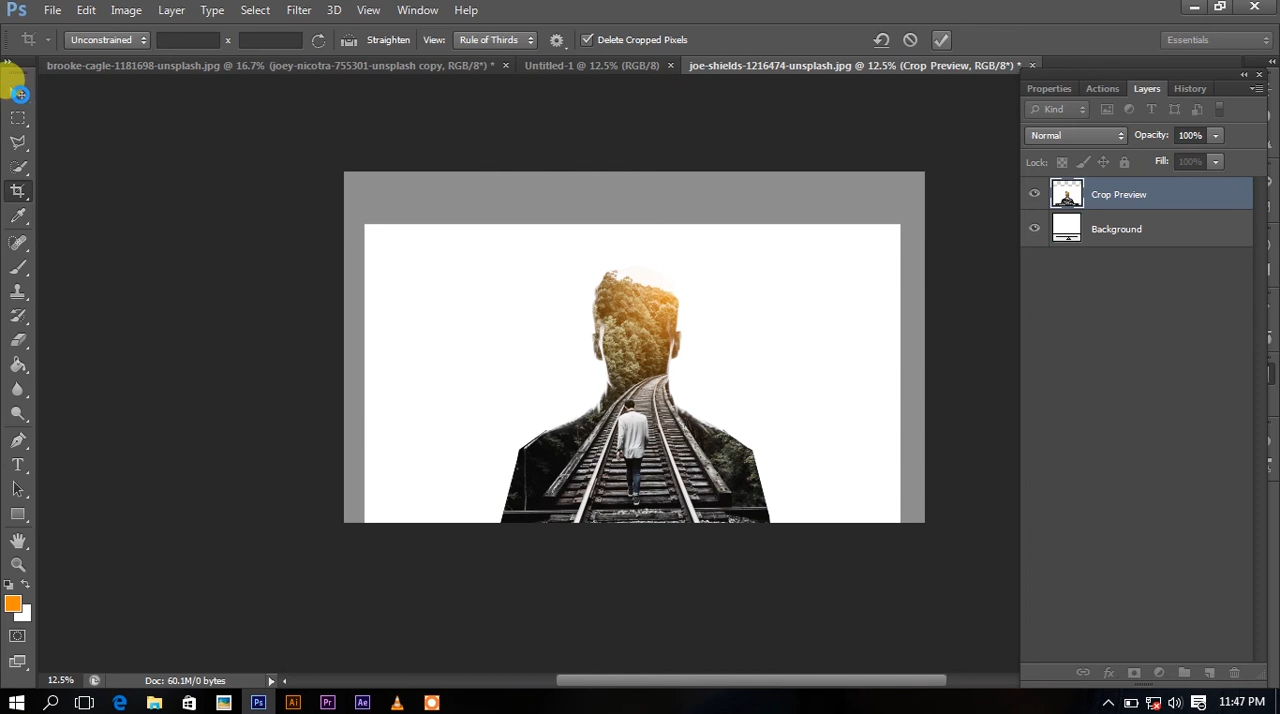 Ps File Edit Image Layer Type Select Filter 3D View Window Help
Unconstrained x Straighten View: Rule of Thirds Delete Cropped Pixels Essentials
brooke-cagle-1181698-unsplash.jpg @ 16.7% (joey-nicotra-755301-unsplash copy, RGB/8*) * × Untitled-1 @ 12.5% (RGB/8) × joe-shields-1216474-unsplash.jpg @ 12.5% (Crop Preview, RGB/8*) * ×
Properties Actions Layers History
Kind
Normal Opacity: 100%
Lock: Fill: 100%
Crop Preview
Background
12.5% Doc: 60.1M/0 bytes
Ps Ai Pr Ae 11:47 PM